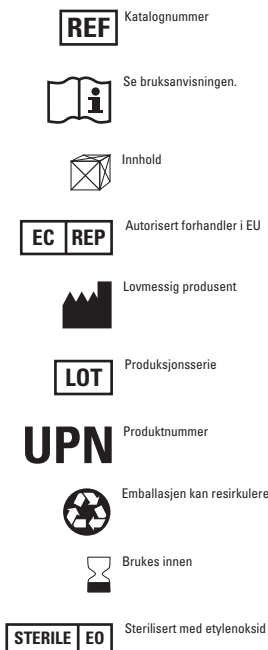 REF Katalognummer
i Se bruksanvisningen.
Innhold
EC REP Autorisert forhandler i EU
Lovmessig produsent
LOT Produksjonsserie
UPN Produktnummer
Emballasjen kan resirkulere
Brukes innen
STERILE EO Sterilisert med etylenoksid